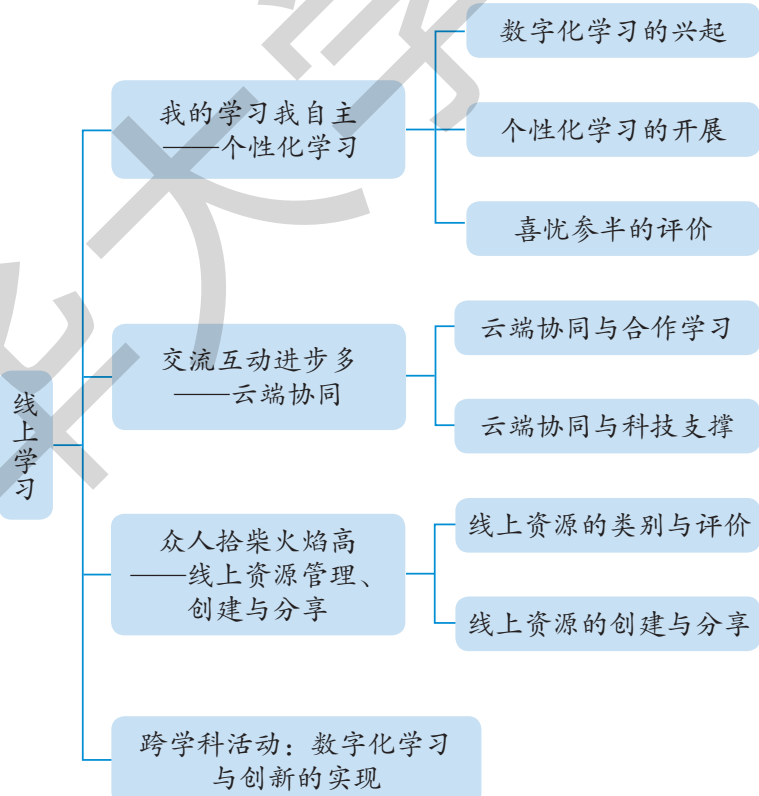 线上学习
我的学习我自主
——个性化学习
数字化学习的兴起
个性化学习的开展
喜忧参半的评价
交流互动进步多
——云端协同
云端协同与合作学习
云端协同与科技支撑
众人拾柴火焰高
——线上资源管理、
创建与分享
线上资源的类别与评价
线上资源的创建与分享
跨学科活动：数字化学习
与创新的实现